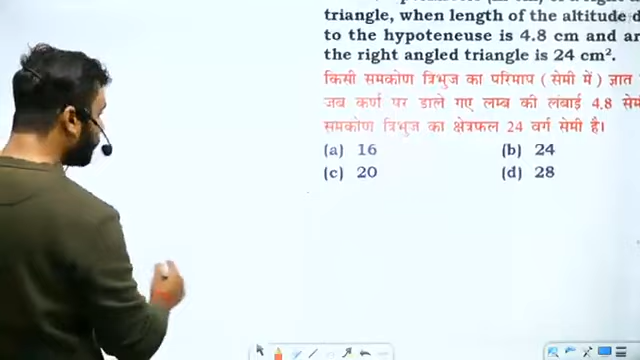 triangle, when length of the altitude
to the hypoteneuse is 4.8 cm and
the right angled triangle is 24 cm².
किसी समकोण त्रिभुज का परिमाप (सेमी में) ज्ञात
जब कर्ण पर डाले गए लम्ब की लंबाई 4.8
समकोण त्रिभुज का क्षेत्रफल 24 वर्ग सेमी है।
(a) 16 (b) 24
(c) 20 (d) 28